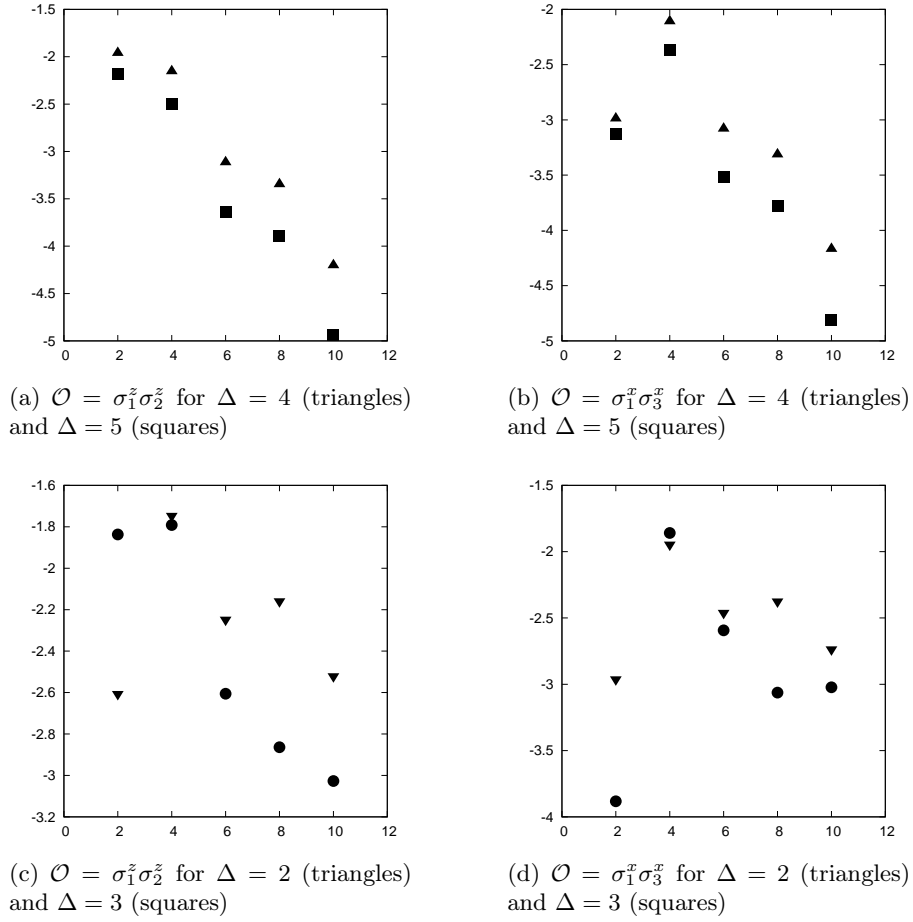 -1.5
-2
-2.5
-3
-3.5
-4
-4.5
-5
0 2 4 6 8 10 12
(a) 𝒪 = σ₁ᶻσ₂ᶻ for Δ = 4 (triangles)
and Δ = 5 (squares)
-2
-2.5
-3
-3.5
-4
-4.5
-5
0 2 4 6 8 10 12
(b) 𝒪 = σ₁ˣσ₃ˣ for Δ = 4 (triangles)
and Δ = 5 (squares)
-1.6
-1.8
-2
-2.2
-2.4
-2.6
-2.8
-3
-3.2
0 2 4 6 8 10 12
(c) 𝒪 = σ₁ᶻσ₂ᶻ for Δ = 2 (triangles)
and Δ = 3 (squares)
-1.5
-2
-2.5
-3
-3.5
-4
0 2 4 6 8 10 12
(d) 𝒪 = σ₁ˣσ₃ˣ for Δ = 2 (triangles)
and Δ = 3 (squares)